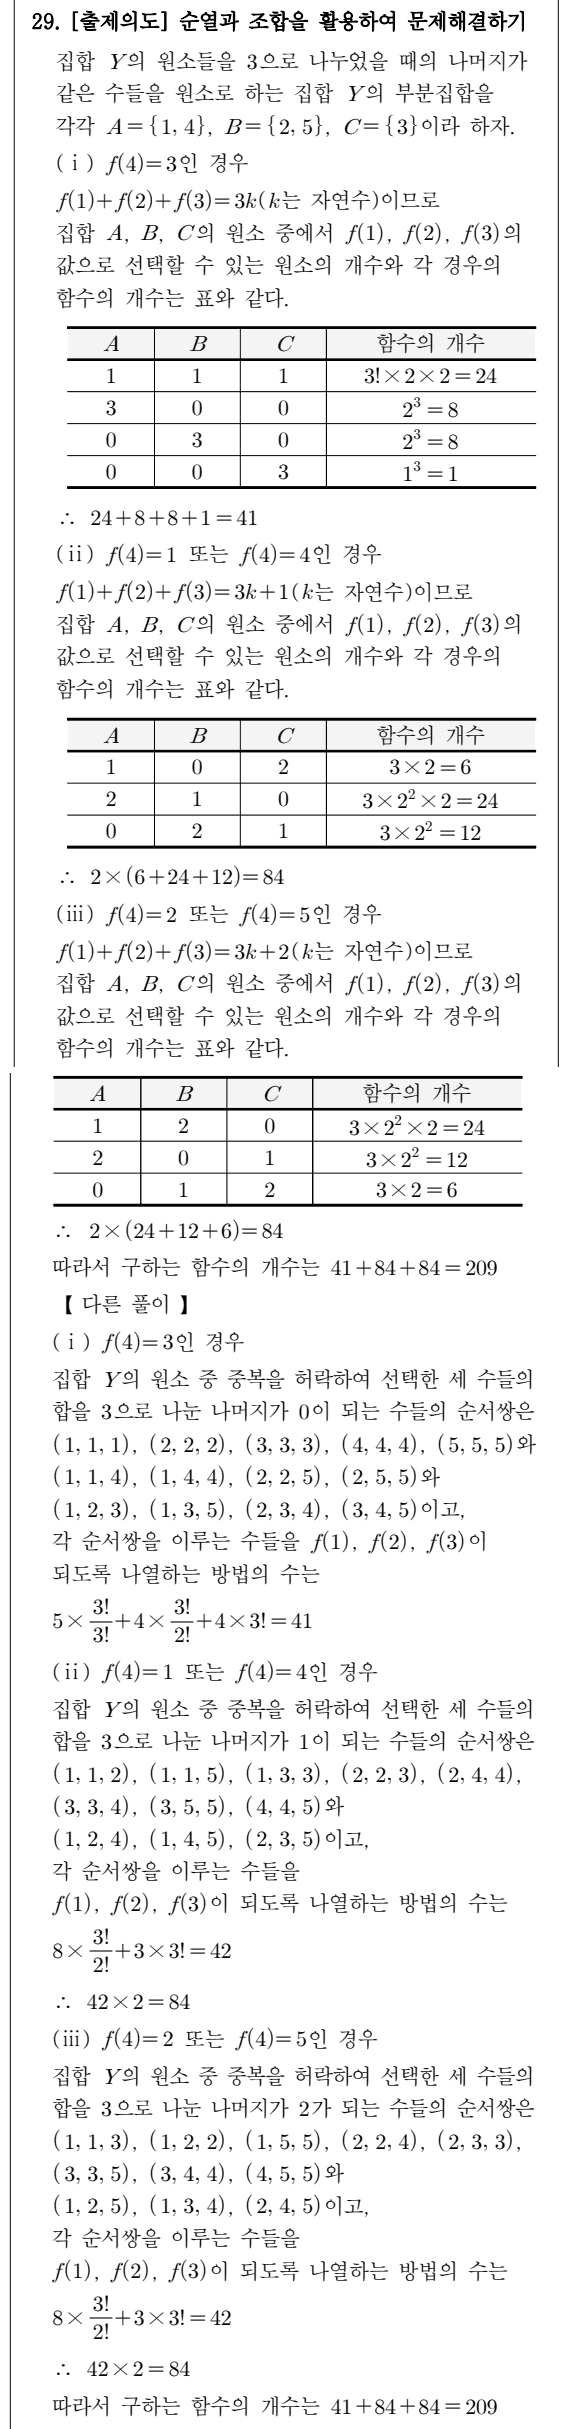 29. [출제의도] 순열과 조합을 활용하여 문제해결하기
집합 Y의 원소들을 3으로 나누었을 때의 나머지가
같은 수들을 원소로 하는 집합 Y의 부분집합을
각각 A={1, 4}, B={2, 5}, C={3}이라 하자.
(ⅰ) f(4)=3인 경우
f(1)+f(2)+f(3)=3k(k는 자연수)이므로
집합 A, B, C의 원소 중에서 f(1), f(2), f(3)의
값으로 선택할 수 있는 원소의 개수와 각 경우의
함수의 개수는 표와 같다.
A B C 함수의 개수
1 1 1 3!×2×2=24
3 0 0 2³=8
0 3 0 2³=8
0 0 3 1³=1
∴ 24+8+8+1=41
(ⅱ) f(4)=1 또는 f(4)=4인 경우
f(1)+f(2)+f(3)=3k+1(k는 자연수)이므로
집합 A, B, C의 원소 중에서 f(1), f(2), f(3)의
값으로 선택할 수 있는 원소의 개수와 각 경우의
함수의 개수는 표와 같다.
A B C 함수의 개수
1 0 2 3×2=6
2 1 0 3×2²×2=24
0 2 1 3×2²=12
∴ 2×(6+24+12)=84
(ⅲ) f(4)=2 또는 f(4)=5인 경우
f(1)+f(2)+f(3)=3k+2(k는 자연수)이므로
집합 A, B, C의 원소 중에서 f(1), f(2), f(3)의
값으로 선택할 수 있는 원소의 개수와 각 경우의
함수의 개수는 표와 같다.
A B C 함수의 개수
1 2 0 3×2²×2=24
2 0 1 3×2²=12
0 1 2 3×2=6
∴ 2×(24+12+6)=84
따라서 구하는 함수의 개수는 41+84+84=209
【 다른 풀이 】
(ⅰ) f(4)=3인 경우
집합 Y의 원소 중 중복을 허락하여 선택한 세 수들의
합을 3으로 나눈 나머지가 0이 되는 수들의 순서쌍은
(1, 1, 1), (2, 2, 2), (3, 3, 3), (4, 4, 4), (5, 5, 5)와
(1, 1, 4), (1, 4, 4), (2, 2, 5), (2, 5, 5)와
(1, 2, 3), (1, 3, 5), (2, 3, 4), (3, 4, 5)이고,
각 순서쌍을 이루는 수들을 f(1), f(2), f(3)이
되도록 나열하는 방법의 수는
5×3!/3!+4×3!/2!+4×3!=41
(ⅱ) f(4)=1 또는 f(4)=4인 경우
집합 Y의 원소 중 중복을 허락하여 선택한 세 수들의
합을 3으로 나눈 나머지가 1이 되는 수들의 순서쌍은
(1, 1, 2), (1, 1, 5), (1, 3, 3), (2, 2, 3), (2, 4, 4),
(3, 3, 4), (3, 5, 5), (4, 4, 5)와
(1, 2, 4), (1, 4, 5), (2, 3, 5)이고,
각 순서쌍을 이루는 수들을
f(1), f(2), f(3)이 되도록 나열하는 방법의 수는
8×3!/2!+3×3!=42
∴ 42×2=84
(ⅲ) f(4)=2 또는 f(4)=5인 경우
집합 Y의 원소 중 중복을 허락하여 선택한 세 수들의
합을 3으로 나눈 나머지가 2가 되는 수들의 순서쌍은
(1, 1, 3), (1, 2, 2), (1, 5, 5), (2, 2, 4), (2, 3, 3),
(3, 3, 5), (3, 4, 4), (4, 5, 5)와
(1, 2, 5), (1, 3, 4), (2, 4, 5)이고,
각 순서쌍을 이루는 수들을
f(1), f(2), f(3)이 되도록 나열하는 방법의 수는
8×3!/2!+3×3!=42
∴ 42×2=84
따라서 구하는 함수의 개수는 41+84+84=209